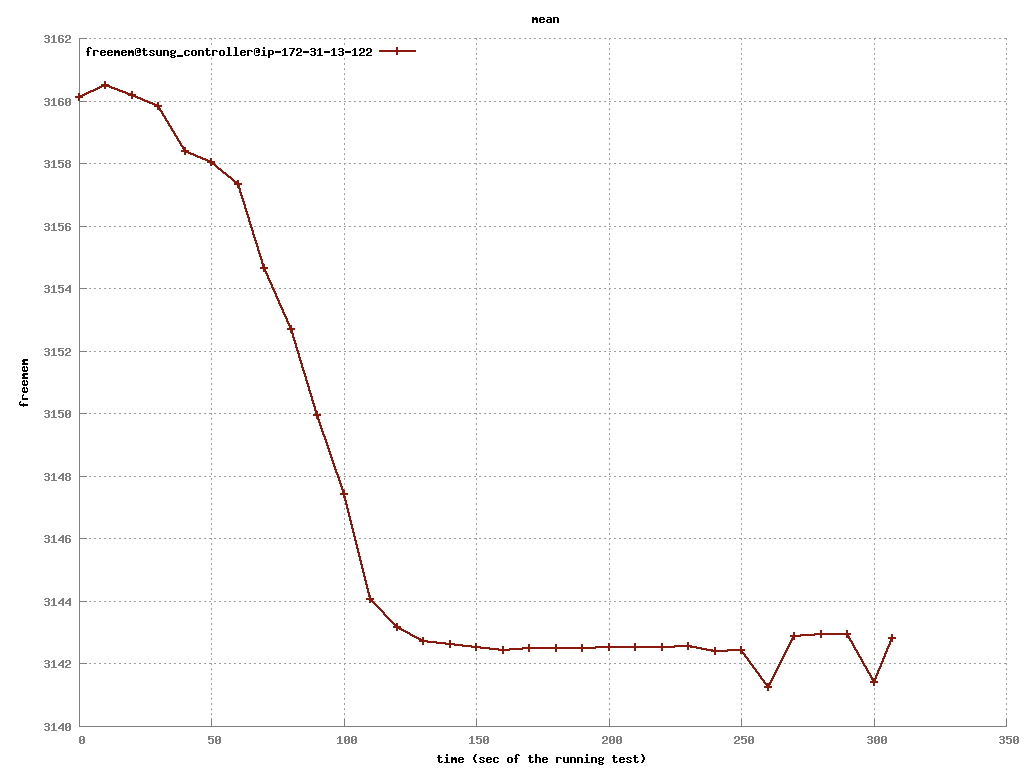 mean
3162
freemem@tsung_controller@ip-172-31-13-122
3160
3158
3156
3154
3152
freemem
3150
3148
3146
3144
3142
3140
0 50 100 150 200 250 300 350
time (sec of the running test)